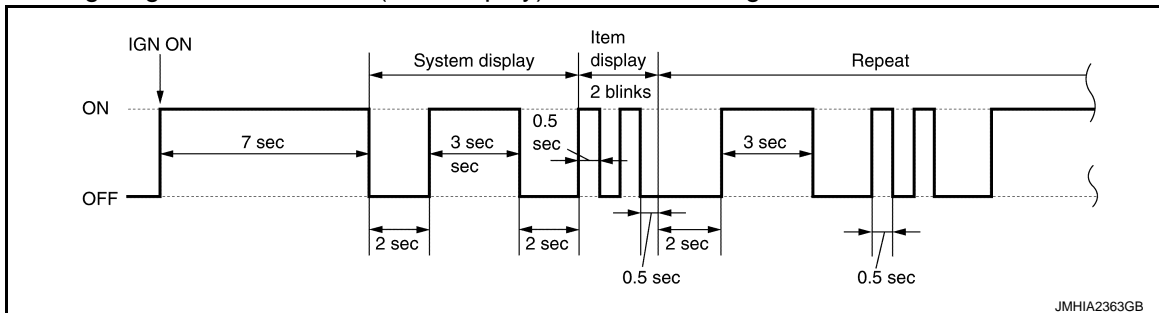 IGN ON
System display
Item
display
2 blinks
Repeat
ON
7 sec
3 sec
sec
0.5
sec
3 sec
OFF
2 sec
2 sec
2 sec
0.5 sec
0.5 sec
JMHIA2363GB